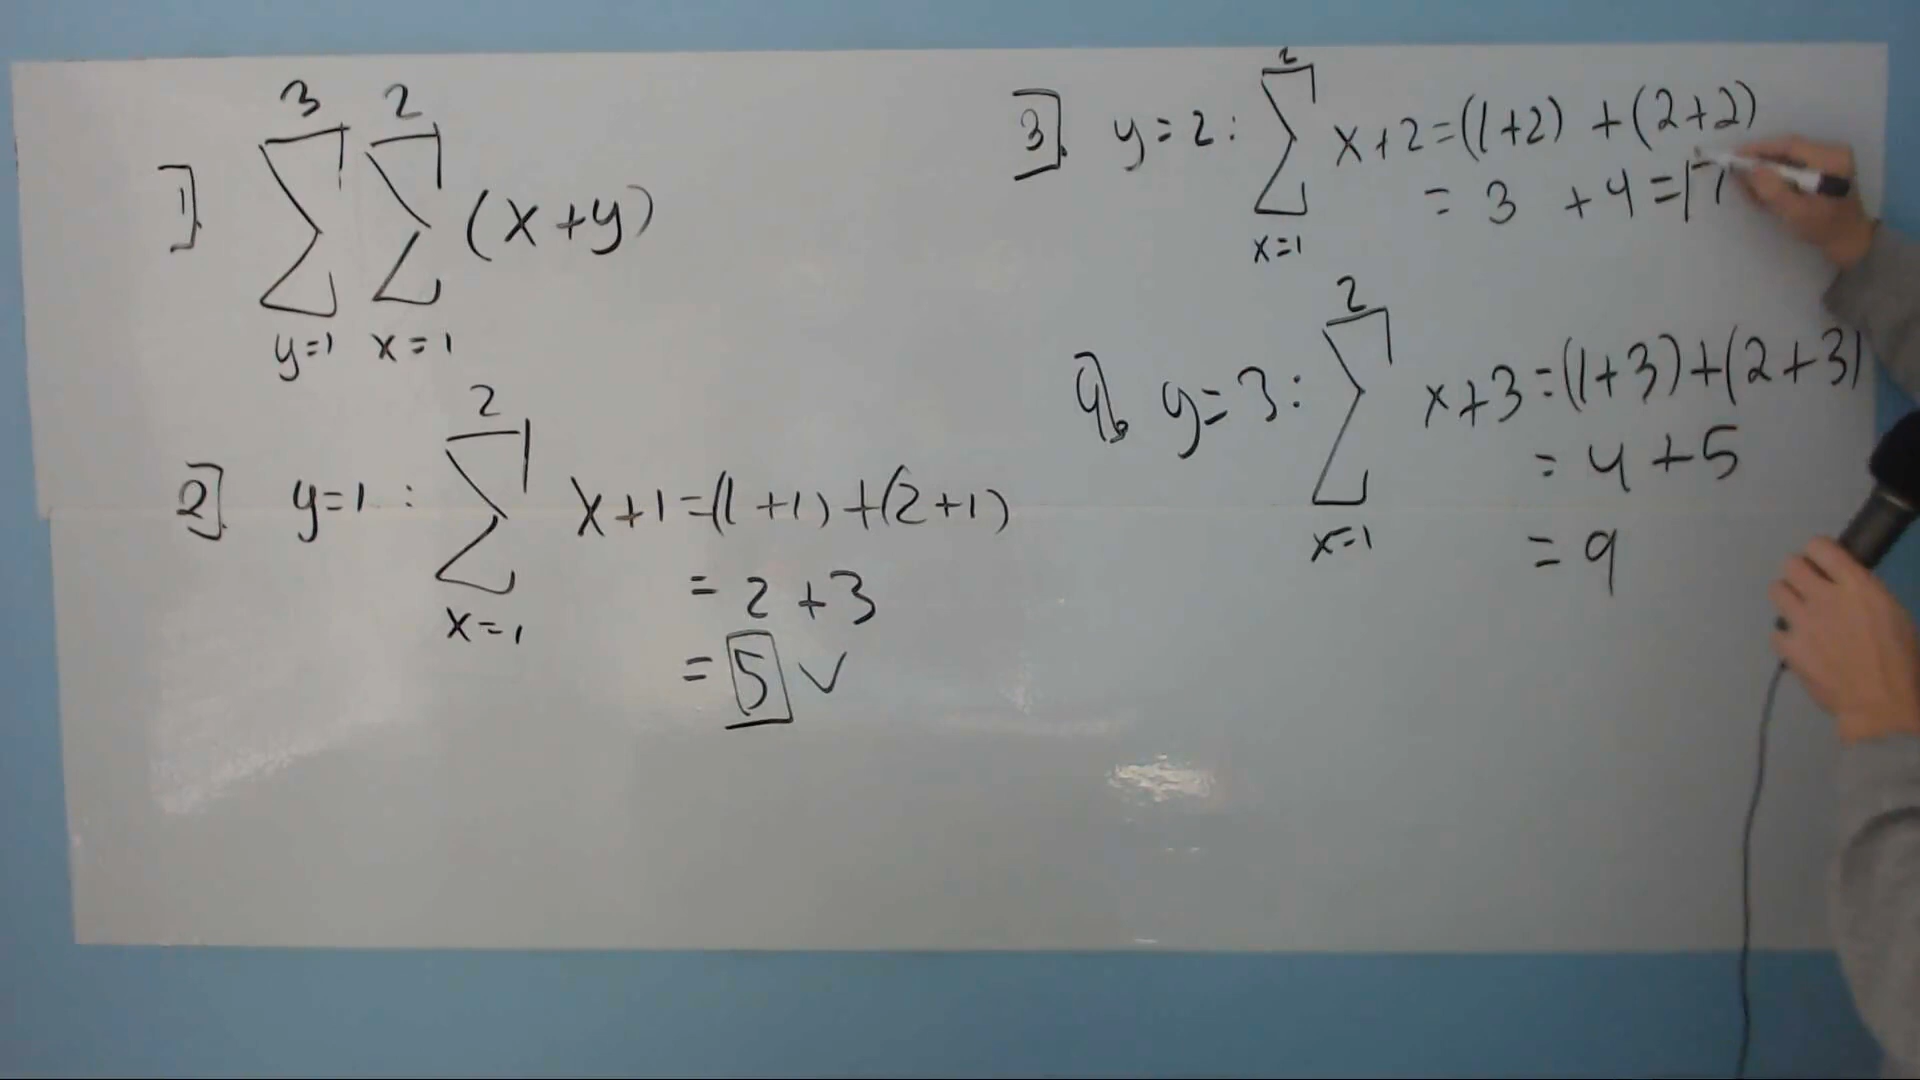 1. 3 2
∑ ∑ (x+y)
y=1 x=1
2
2. y=1 : ∑ x+1=(1+1)+(2+1)
x=1
= 2 +3
= 5 ✓
2
3. y=2 : ∑ x+2=(1+2) +(2+2)
x=1
= 3 +4 = 7
2
4. y=3 : ∑ x+3=(1+3)+(2+3)
x=1
= 4 +5
= 9